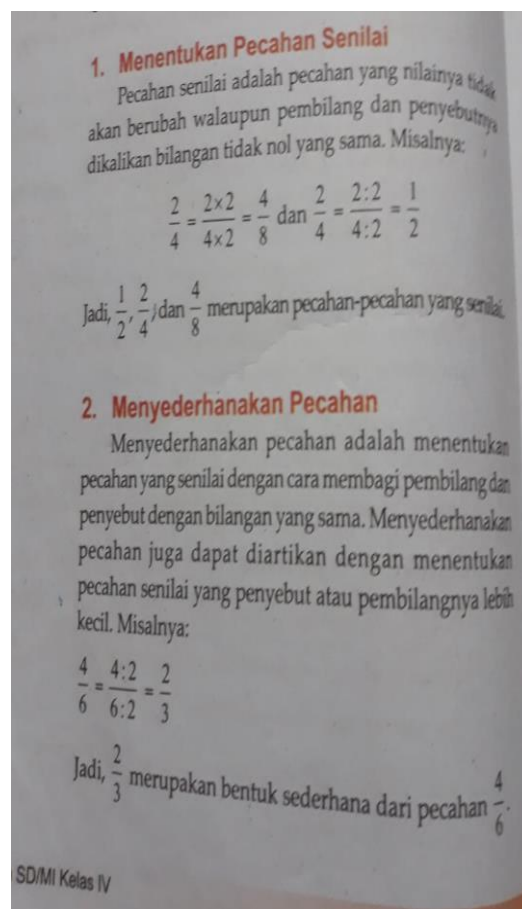 1. Menentukan Pecahan Senilai
Pecahan senilai adalah pecahan yang nilainya tidak
akan berubah walaupun pembilang dan penyebutnya
dikalikan bilangan tidak nol yang sama. Misalnya:
2/4 = 2×2/4×2 = 4/8 dan 2/4 = 2:2/4:2 = 1/2
Jadi, 1/2, 2/4, dan 4/8 merupakan pecahan-pecahan yang senilai.
2. Menyederhanakan Pecahan
Menyederhanakan pecahan adalah menentukan
pecahan yang senilai dengan cara membagi pembilang dan
penyebut dengan bilangan yang sama. Menyederhanakan
pecahan juga dapat diartikan dengan menentukan
pecahan senilai yang penyebut atau pembilangnya lebih
kecil. Misalnya:
4/6 = 4:2/6:2 = 2/3
Jadi, 2/3 merupakan bentuk sederhana dari pecahan 4/6.
SD/MI Kelas IV